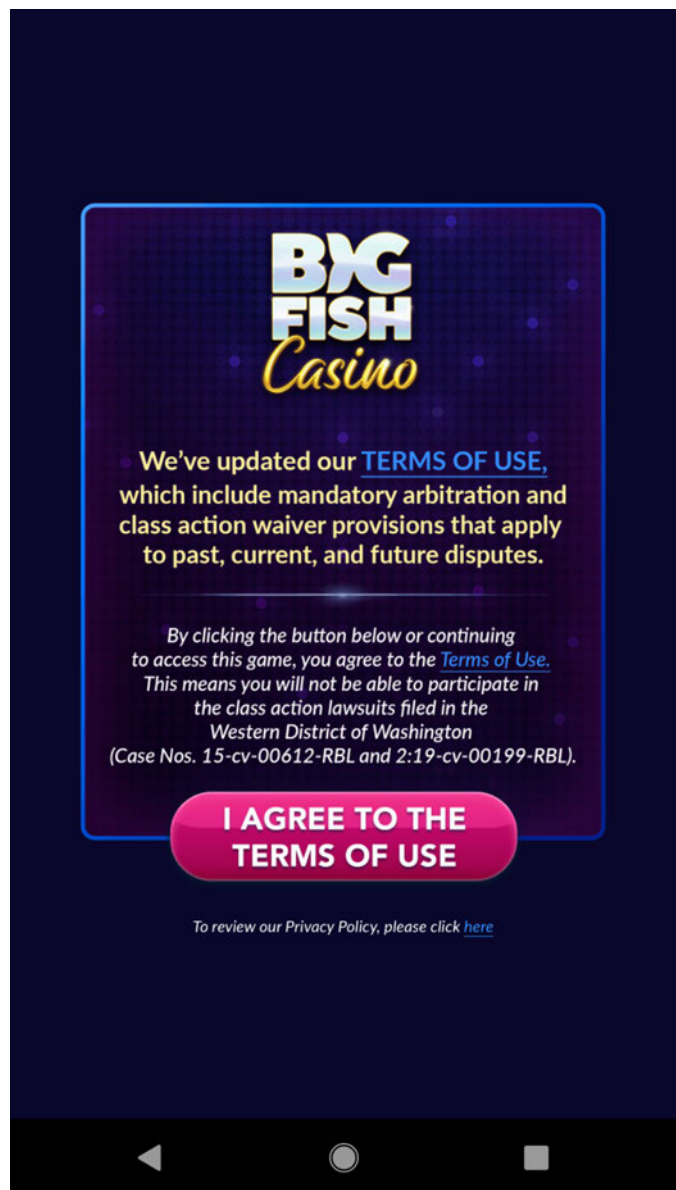 BIG
FISH
Casino
We've updated our TERMS OF USE,
which include mandatory arbitration and
class action waiver provisions that apply
to past, current, and future disputes.
By clicking the button below or continuing
to access this game, you agree to the Terms of Use.
This means you will not be able to participate in
the class action lawsuits filed in the
Western District of Washington
(Case Nos. 15-cv-00612-RBL and 2:19-cv-00199-RBL).
I AGREE TO THE
TERMS OF USE
To review our Privacy Policy, please click here